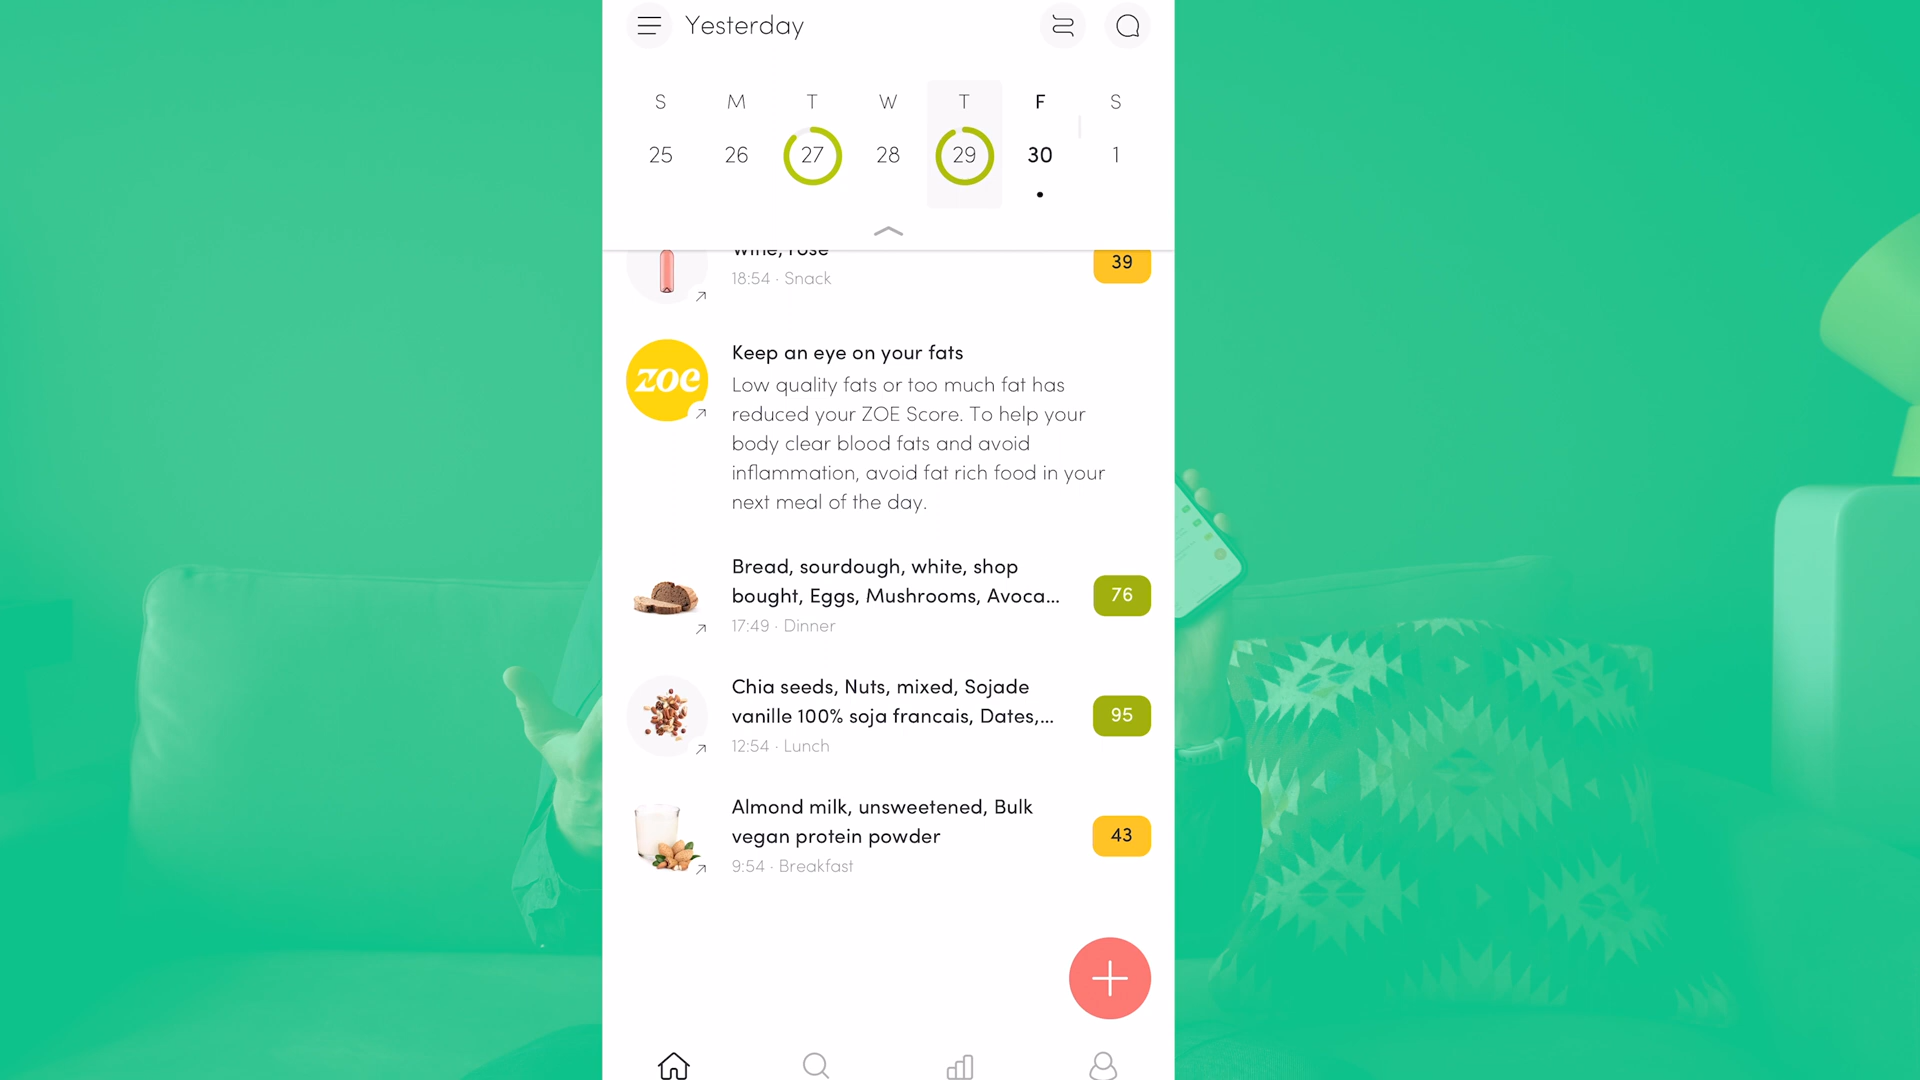 Yesterday
S M T W T F S
25 26 27 28 29 30 1
Wine, rose
39
18:54 · Snack
Keep an eye on your fats
zoe
Low quality fats or too much fat has
reduced your ZOE Score. To help your
body clear blood fats and avoid
inflammation, avoid fat rich food in your
next meal of the day.
Bread, sourdough, white, shop
bought, Eggs, Mushrooms, Avoca...
76
17:49 · Dinner
Chia seeds, Nuts, mixed, Sojade
vanille 100% soja francais, Dates,...
95
12:54 · Lunch
Almond milk, unsweetened, Bulk
vegan protein powder
43
9:54 · Breakfast